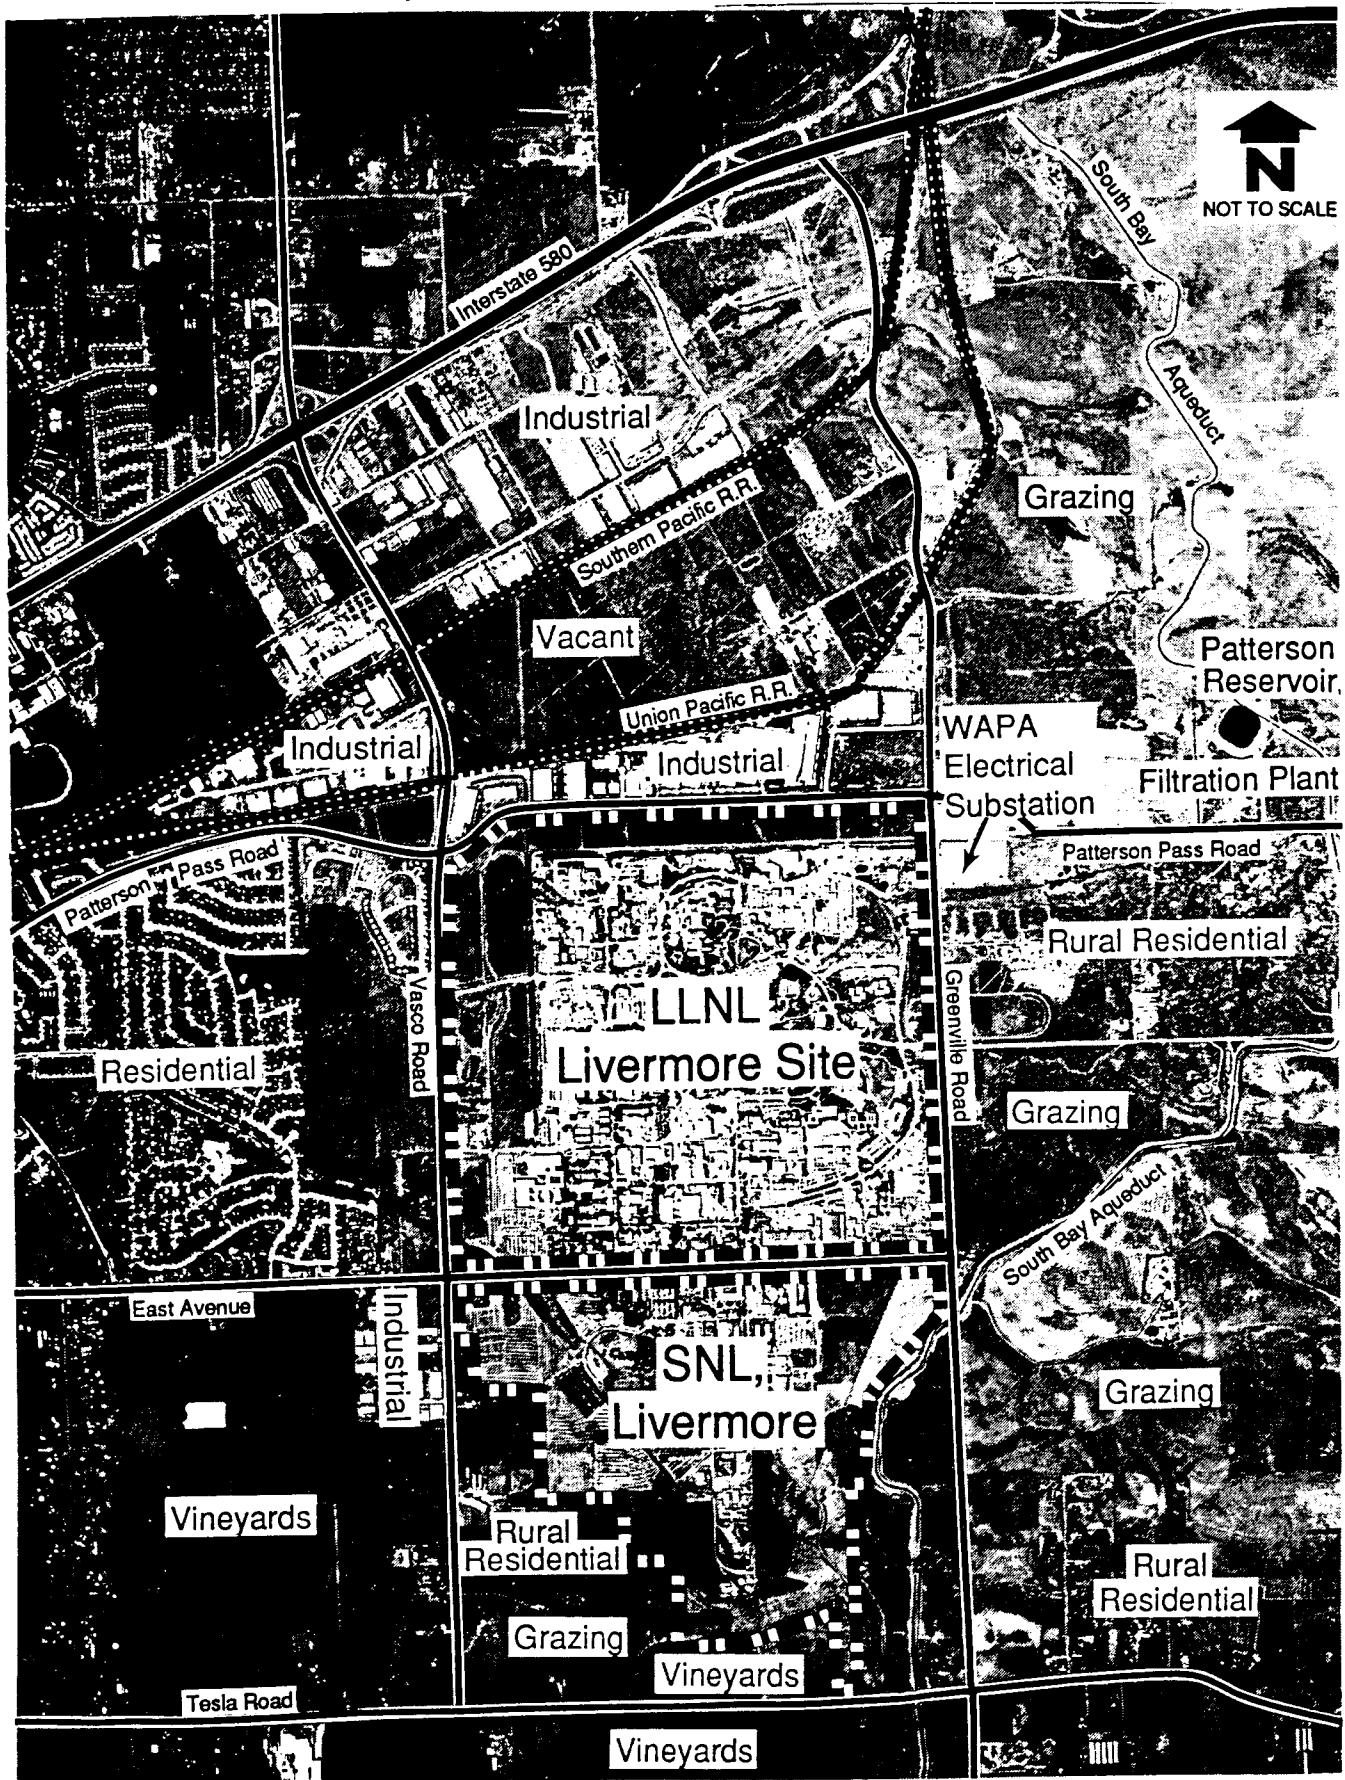 N
NOT TO SCALE
South Bay
Aqueduct
Interstate 580
Industrial
Grazing
Southern Pacific R.R.
Vacant
Patterson
Reservoir
Union Pacific R.R.
WAPA
Electrical
Substation
Industrial
Industrial
Filtration Plant
Patterson Pass Road
Patterson Pass Road
Rural Residential
LLNL
Livermore Site
Vasco Road
Greenville Road
Residential
Grazing
South Bay Aqueduct
East Avenue
Industrial
SNL,
Livermore
Grazing
Vineyards
Rural
Residential
Rural
Residential
Grazing
Vineyards
Tesla Road
Vineyards